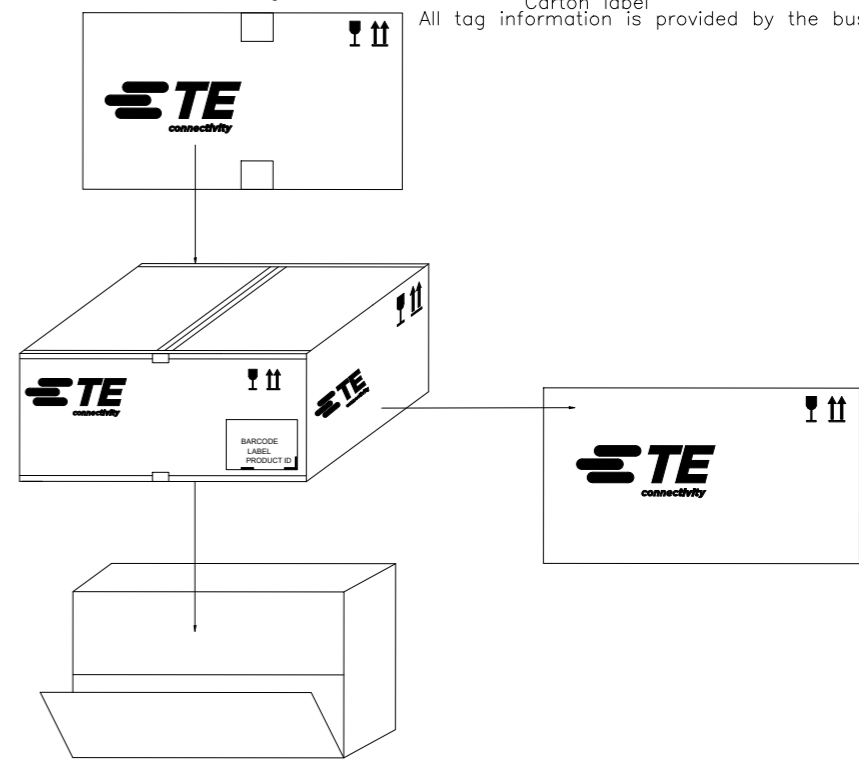 Carton label
All tag information is provided by the bus
TE
connectivity
TE
connectivity
TE
connectivity
BARCODE
LABEL
PRODUCT ID
TE
connectivity